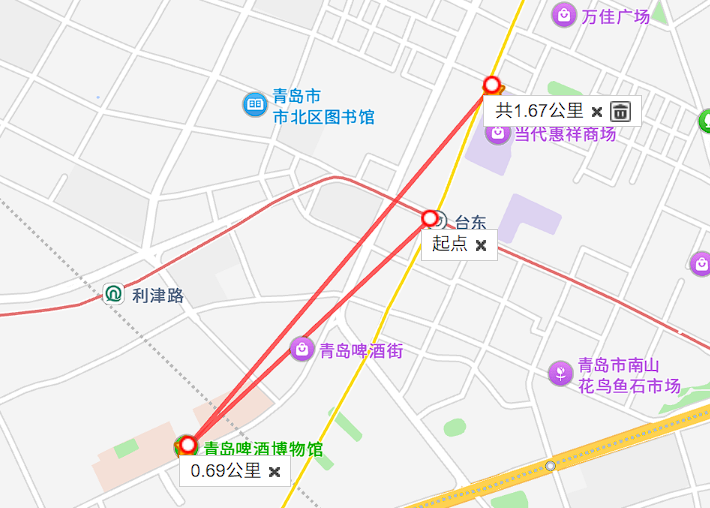 万佳广场
青岛市
市北区图书馆
共1.67公里
当代惠祥商场
台东
起点
利津路
青岛啤酒街
青岛市南山
花鸟鱼石市场
青岛啤酒博物馆
0.69公里